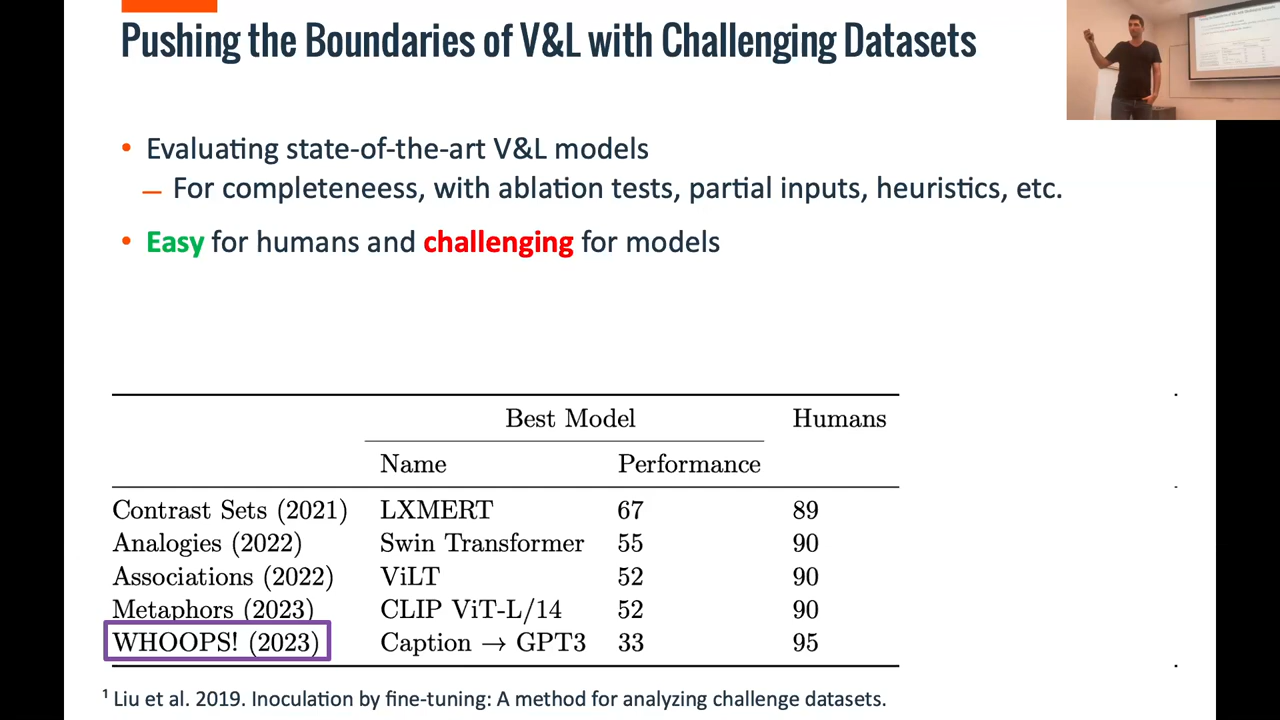 Pushing the Boundaries of V&L with Challenging Datasets
• Evaluating state-of-the-art V&L models
– For completeneess, with ablation tests, partial inputs, heuristics, etc.
• Easy for humans and challenging for models
Best Model Humans
Name Performance
Contrast Sets (2021) LXMERT 67 89
Analogies (2022) Swin Transformer 55 90
Associations (2022) ViLT 52 90
Metaphors (2023) CLIP ViT-L/14 52 90
WHOOPS! (2023) Caption → GPT3 33 95
¹ Liu et al. 2019. Inoculation by fine-tuning: A method for analyzing challenge datasets.